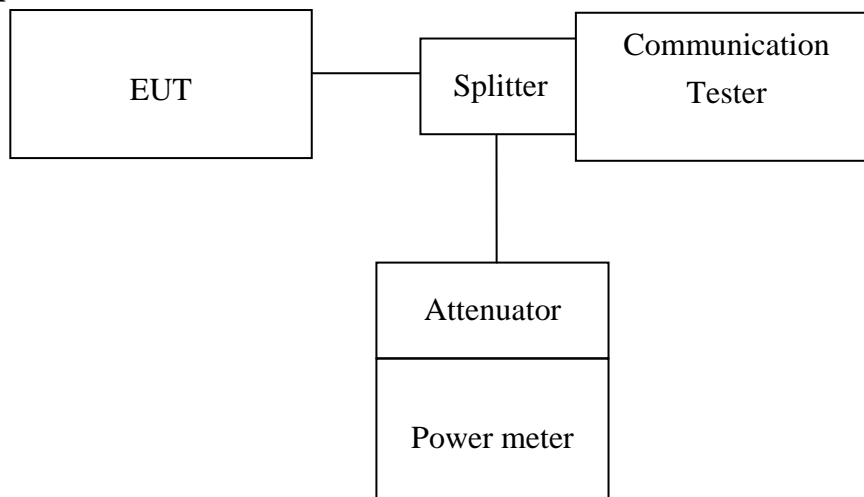 EUT
Splitter
Communication
Tester
Attenuator
Power meter